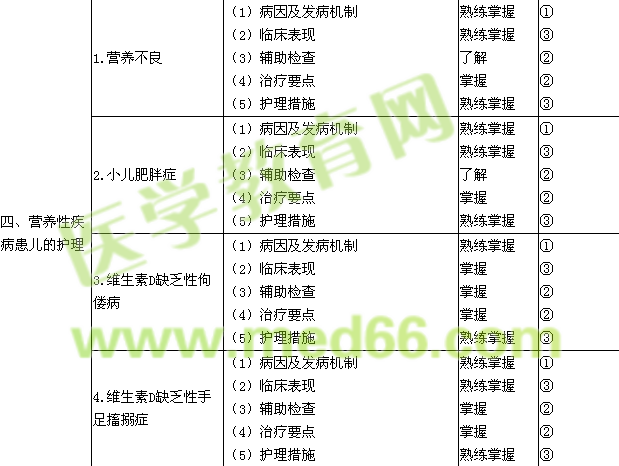 四、营养性疾
病患儿的护理
1.营养不良
（1）病因及发病机制 熟练掌握 ①
（2）临床表现 熟练掌握 ③
（3）辅助检查 了解 ②
（4）治疗要点 掌握 ②
（5）护理措施 熟练掌握 ③
2.小儿肥胖症
（1）病因及发病机制 熟练掌握 ①
（2）临床表现 熟练掌握 ③
（3）辅助检查 了解 ②
（4）治疗要点 掌握 ②
（5）护理措施 熟练掌握 ③
3.维生素D缺乏性佝
偻病
（1）病因及发病机制 熟练掌握 ①
（2）临床表现 掌握 ③
（3）辅助检查 掌握 ②
（4）治疗要点 掌握 ②
（5）护理措施 熟练掌握 ③
4.维生素D缺乏性手
足搐搦症
（1）病因及发病机制 熟练掌握 ①
（2）临床表现 熟练掌握 ③
（3）辅助检查 掌握 ②
（4）治疗要点 掌握 ②
（5）护理措施 熟练掌握 ③
医学教育网
www.med66.com